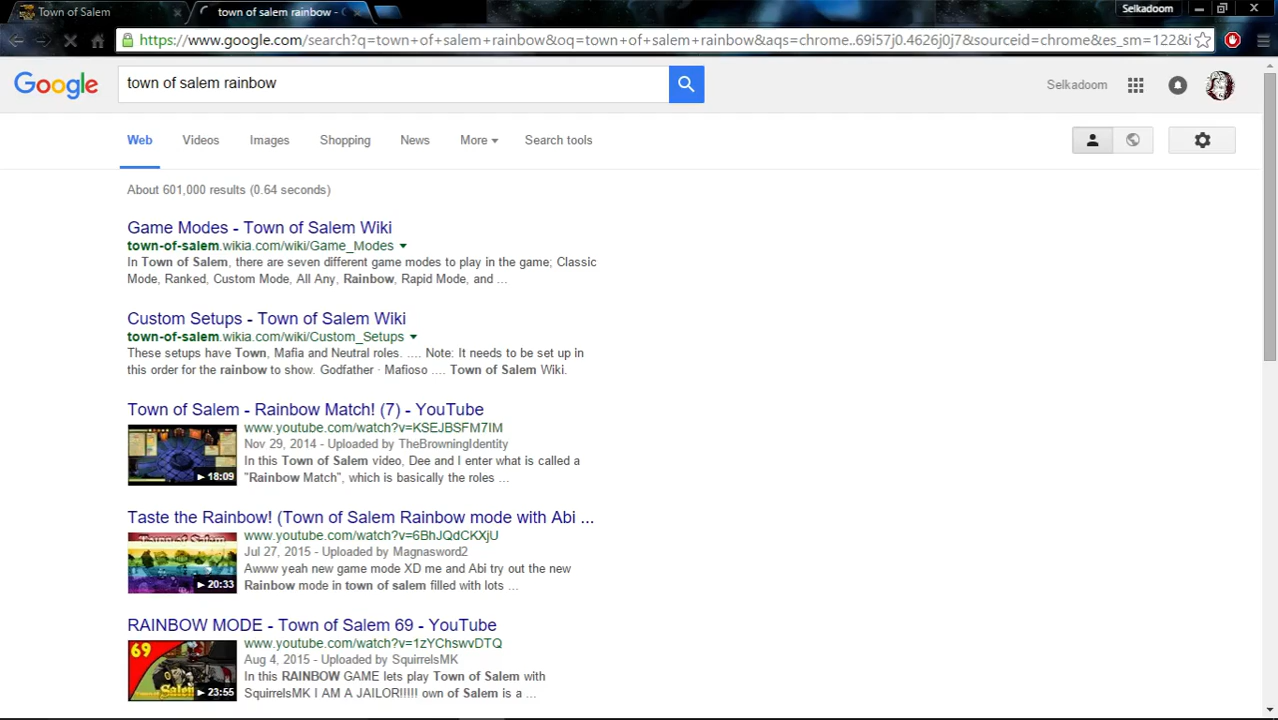 Town of Salem
town of salem rainbow -
Selkadoom
https://www.google.com/search?q=town+of+salem+rainbow&oq=town+of+salem+rainbow&aqs=chrome..69i57j0.4626j0j7&sourceid=chrome&es_sm=122&i
Google
town of salem rainbow
Selkadoom
Web Videos Images Shopping News More Search tools
About 601,000 results (0.64 seconds)
Game Modes - Town of Salem Wiki
town-of-salem.wikia.com/wiki/Game_Modes
In Town of Salem, there are seven different game modes to play in the game; Classic
Mode, Ranked, Custom Mode, All Any, Rainbow, Rapid Mode, and ...
Custom Setups - Town of Salem Wiki
town-of-salem.wikia.com/wiki/Custom_Setups
These setups have Town, Mafia and Neutral roles. .... Note: It needs to be set up in
this order for the rainbow to show. Godfather · Mafioso .... Town of Salem Wiki.
Town of Salem - Rainbow Match! (7) - YouTube
www.youtube.com/watch?v=KSEJBSFM7IM
Nov 29, 2014 - Uploaded by TheBrowningIdentity
In this Town of Salem video, Dee and I enter what is called a
"Rainbow Match", which is basically the roles ...
18:09
Taste the Rainbow! (Town of Salem Rainbow mode with Abi ...
www.youtube.com/watch?v=6BhJQdCKXjU
Jul 27, 2015 - Uploaded by Magnasword2
Awww yeah new game mode XD me and Abi try out the new
Rainbow mode in town of salem filled with lots ...
20:33
RAINBOW MODE - Town of Salem 69 - YouTube
www.youtube.com/watch?v=1zYChswvDTQ
Aug 4, 2015 - Uploaded by SquirrelsMK
In this RAINBOW GAME lets play Town of Salem with
SquirrelsMK I AM A JAILOR!!!!! own of Salem is a ...
69
Salem
23:55